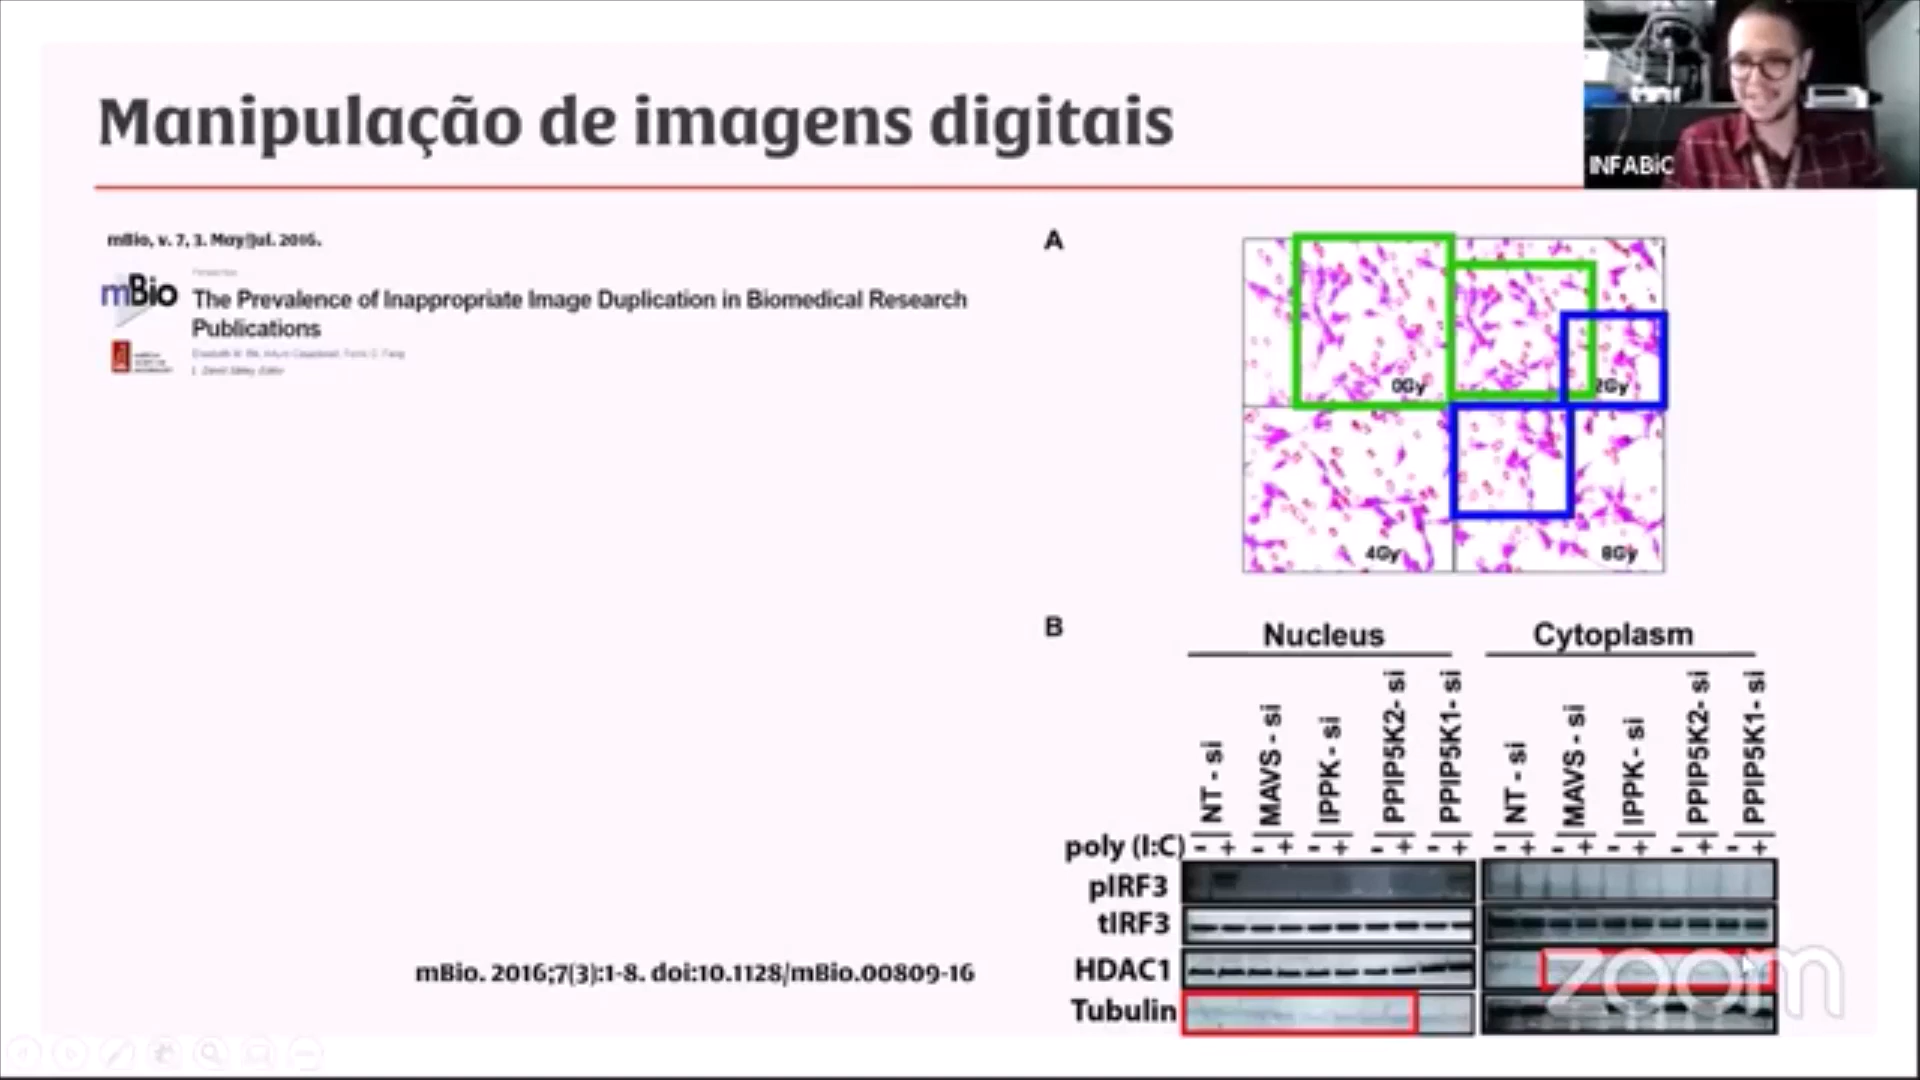 Manipulação de imagens digitais
INFABiC
mBio, v. 7, 3. May/Jul. 2016.
mBio
The Prevalence of Inappropriate Image Duplication in Biomedical Research
Publications
A
0Gy
2Gy
4Gy
8Gy
B
Nucleus
Cytoplasm
NT - si
MAVS - si
IPPK - si
PPIP5K2- si
PPIP5K1- si
NT - si
MAVS - si
IPPK - si
PPIP5K2- si
PPIP5K1- si
poly (I:C) - + - + - + - + - + - + - + - + - + - +
pIRF3
tIRF3
HDAC1
Tubulin
mBio. 2016;7(3):1-8. doi:10.1128/mBio.00809-16
zoom